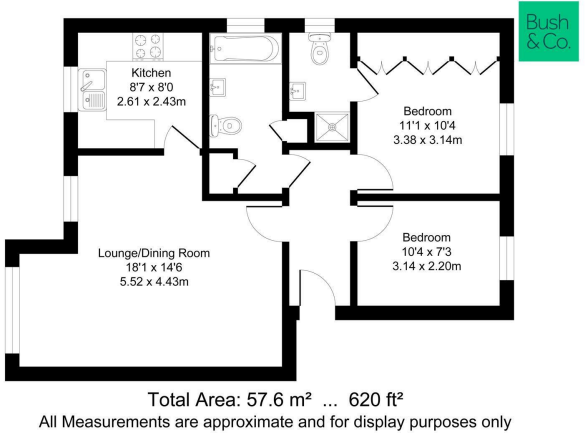 Bush
& Co.
Kitchen
8'7 x 8'0
2.61 x 2.43m
Bedroom
11'1 x 10'4
3.38 x 3.14m
Lounge/Dining Room
18'1 x 14'6
5.52 x 4.43m
Bedroom
10'4 x 7'3
3.14 x 2.20m
Total Area: 57.6 m² ... 620 ft²
All Measurements are approximate and for display purposes only